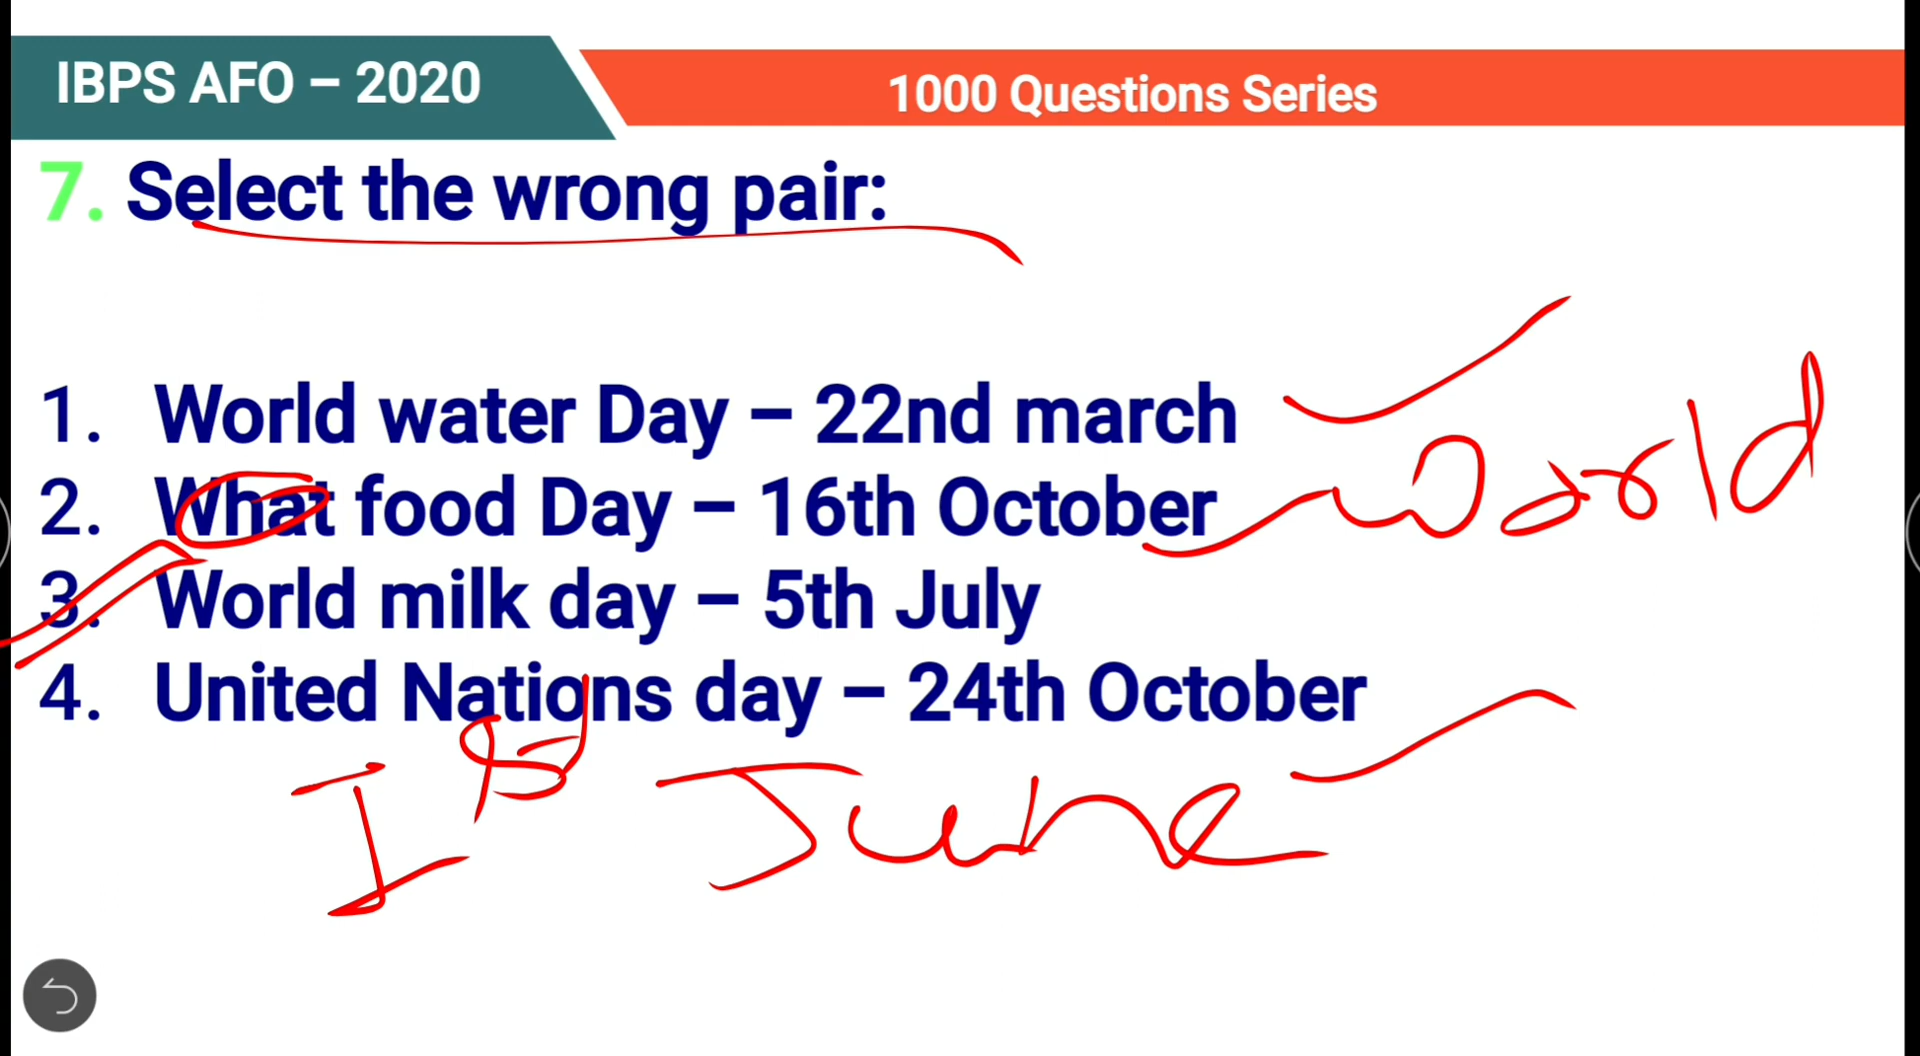 IBPS AFO – 2020
1000 Questions Series
7. Select the wrong pair:
1. World water Day – 22nd march
2. What food Day – 16th October
World
3. World milk day – 5th July
4. United Nations day – 24th October
1st June